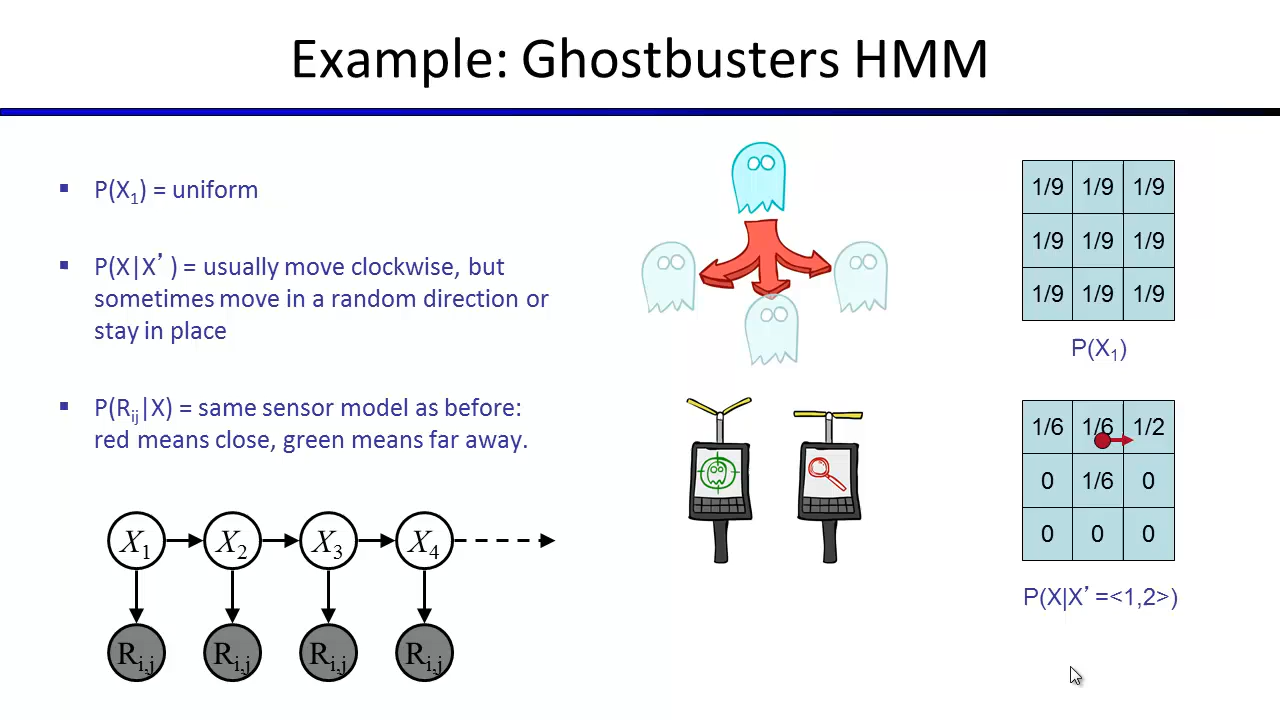 Example: Ghostbusters HMM
▪ P(X₁) = uniform
▪ P(X|X’ ) = usually move clockwise, but
sometimes move in a random direction or
stay in place
▪ P(Rᵢⱼ|X) = same sensor model as before:
red means close, green means far away.
X₁ X₂ X₃ X₄
Rᵢ,ⱼ Rᵢ,ⱼ Rᵢ,ⱼ Rᵢ,ⱼ
1/9 1/9 1/9
1/9 1/9 1/9
1/9 1/9 1/9
P(X₁)
1/6 1/6 1/2
0 1/6 0
0 0 0
P(X|X’ =<1,2>)